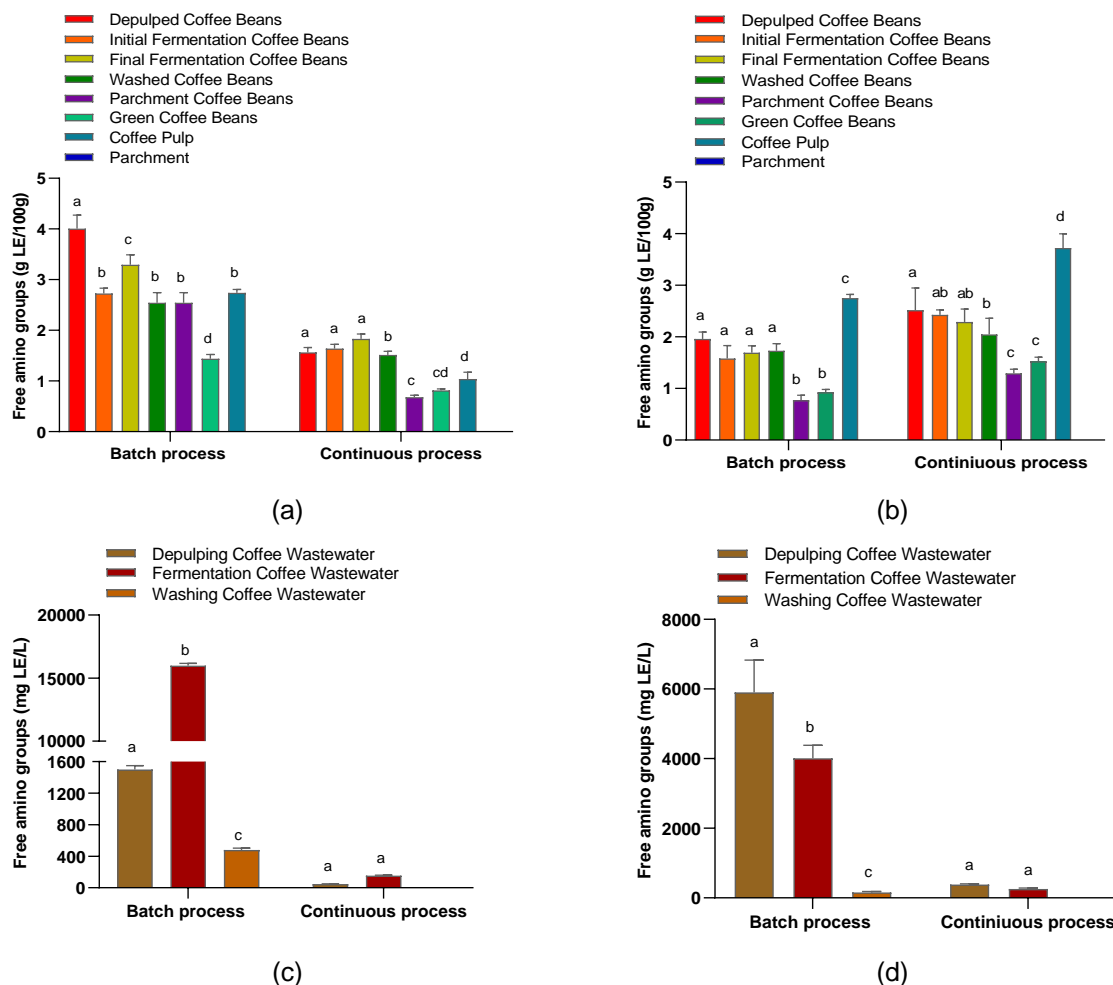 Depulped Coffee Beans
Initial Fermentation Coffee Beans
Final Fermentation Coffee Beans
Washed Coffee Beans
Parchment Coffee Beans
Green Coffee Beans
Coffee Pulp
Parchment
Free amino groups (g LE/100g)
5
4
3
2
1
0
a
b
c
b
b
d
b
a
a
a
b
c
cd
d
Batch process
Continuous process
(a)
Depulped Coffee Beans
Initial Fermentation Coffee Beans
Final Fermentation Coffee Beans
Washed Coffee Beans
Parchment Coffee Beans
Green Coffee Beans
Coffee Pulp
Parchment
Free amino groups (g LE/100g)
5
4
3
2
1
0
a
a
a
a
b
b
c
a
ab
ab
b
c
c
d
Batch process
Continiuous process
(b)
Depulping Coffee Wastewater
Fermentation Coffee Wastewater
Washing Coffee Wastewater
Free amino groups (mg LE/L)
20000
15000
10000
1600
1200
800
400
0
a
b
c
a
a
Batch process
Continuous process
(c)
Depulping Coffee Wastewater
Fermentation Coffee Wastewater
Washing Coffee Wastewater
Free amino groups (mg LE/L)
8000
6000
4000
2000
0
a
b
c
a
a
Batch process
Continiuous process
(d)